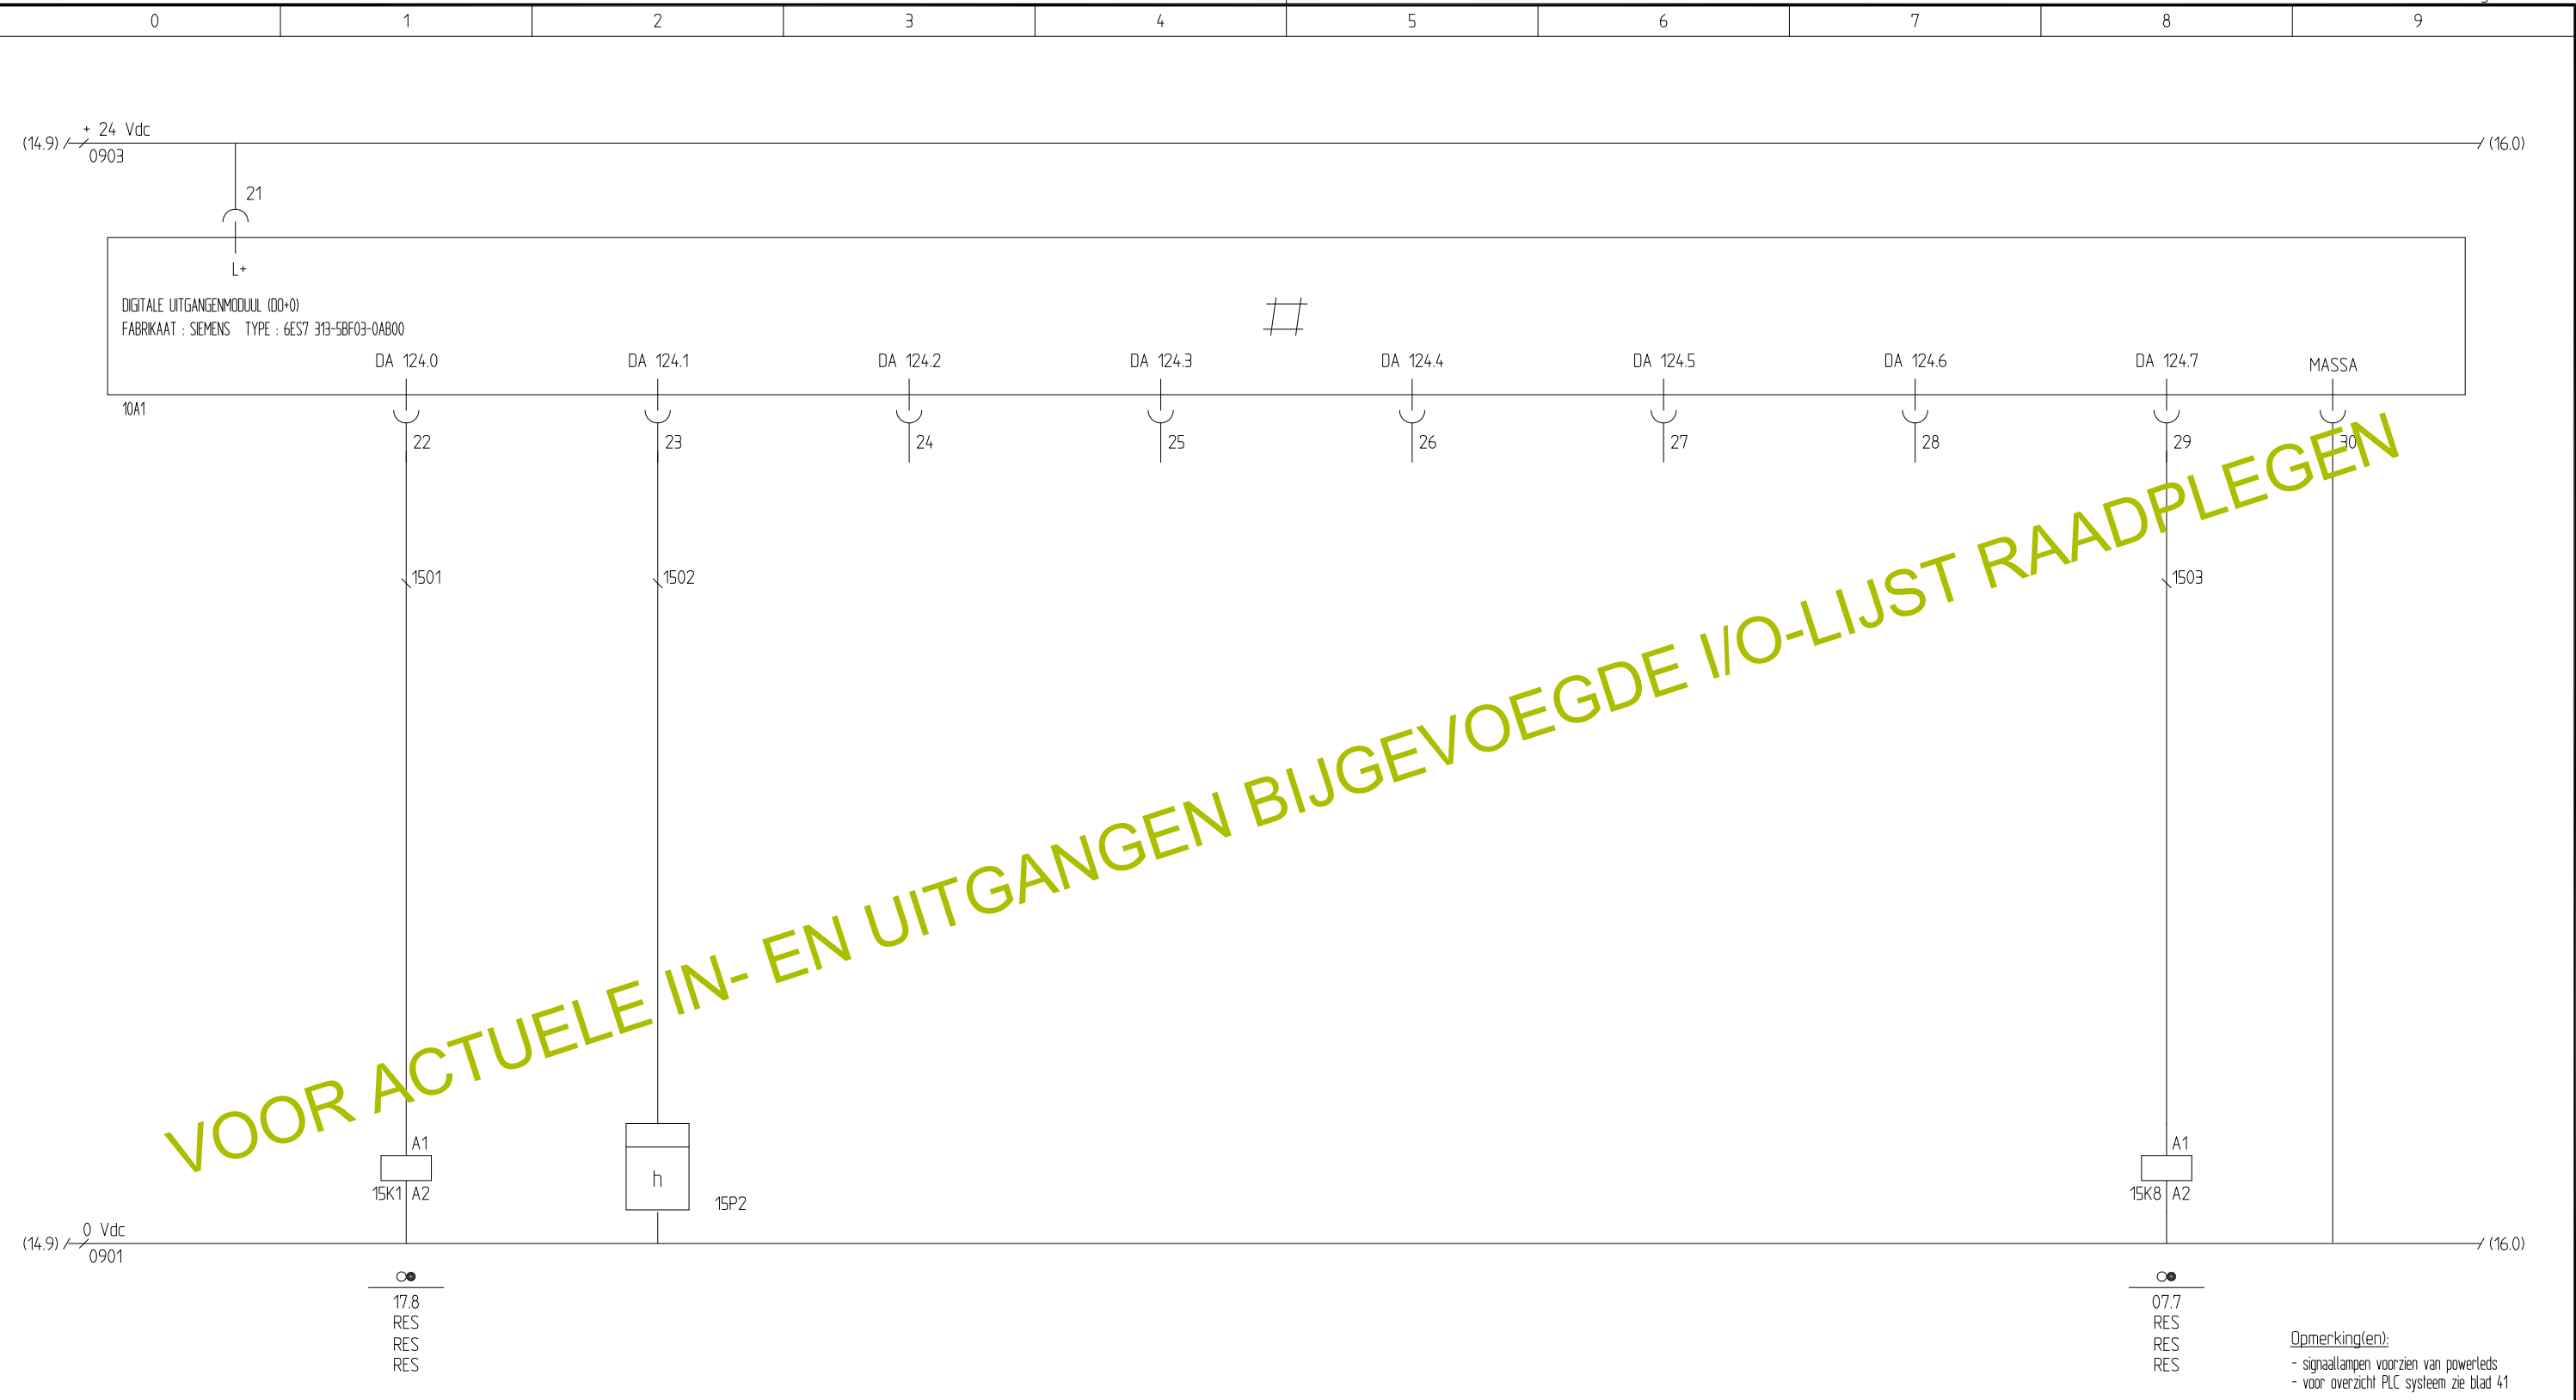 0 1 2 3 4 5 6 7 8 9
+ 24 Vdc
(14.9) (16.0)
0903
21
L+
DIGITALE UITGANGENMODUUL (DO+0)
FABRIKAAT : SIEMENS TYPE : 6ES7 313-5BF03-0AB00
DA 124.0 DA 124.1 DA 124.2 DA 124.3 DA 124.4 DA 124.5 DA 124.6 DA 124.7 MASSA
10A1
22 23 24 25 26 27 28 29 30
1501 1502 1503
VOOR ACTUELE IN- EN UITGANGEN BIJGEVOEGDE I/O-LIJST RAADPLEGEN
A1 A1
h
15K1 A2 15P2 15K8 A2
0 Vdc
(14.9) (16.0)
0901
17.8 07.7
RES RES
RES RES
RES RES
Opmerking(en):
- signaallampen voorzien van powerleds
- voor overzicht PLC systeem zie blad 41